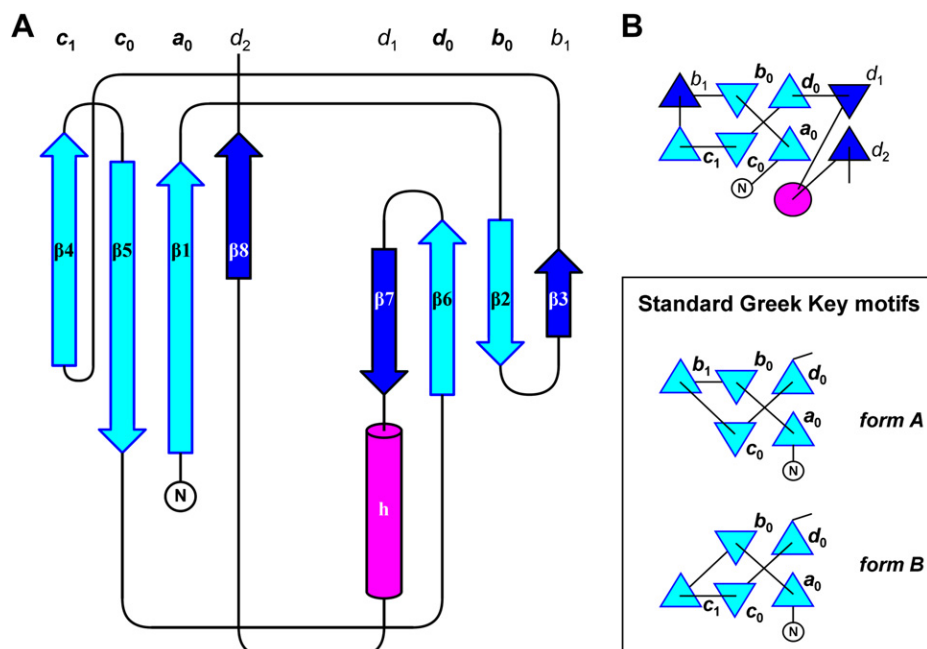 A
c1 c0 a0 d2 d1 d0 b0 b1
β4 β5 β1 β8 β7 β6 β2 β3
N
h
B
b1 b0 d0 d1
c1 c0 a0 d2
N
Standard Greek Key motifs
b1 b0 d0
form A
a0
c0
N
b0 d0
form B
a0
c1 c0
N